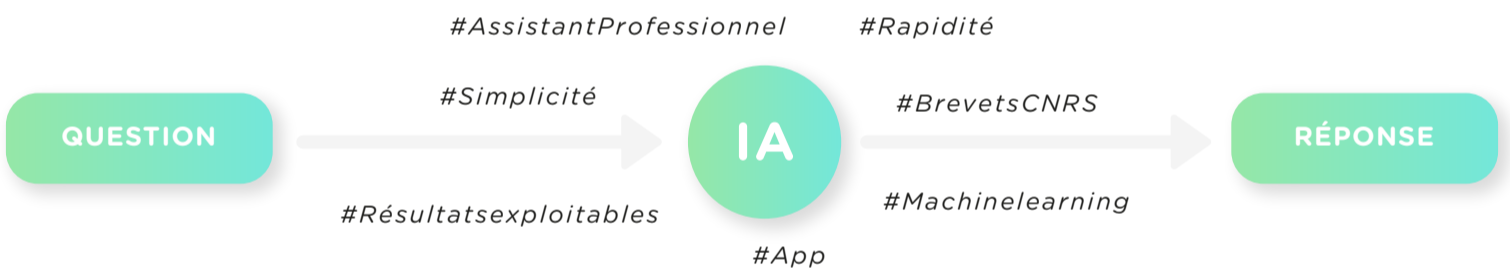 #AssistantProfessionnel
#Rapidité
#Simplicité
#BrevetsCNRS
QUESTION
IA
RÉPONSE
#Résultatsexploitables
#Machinelearning
#App